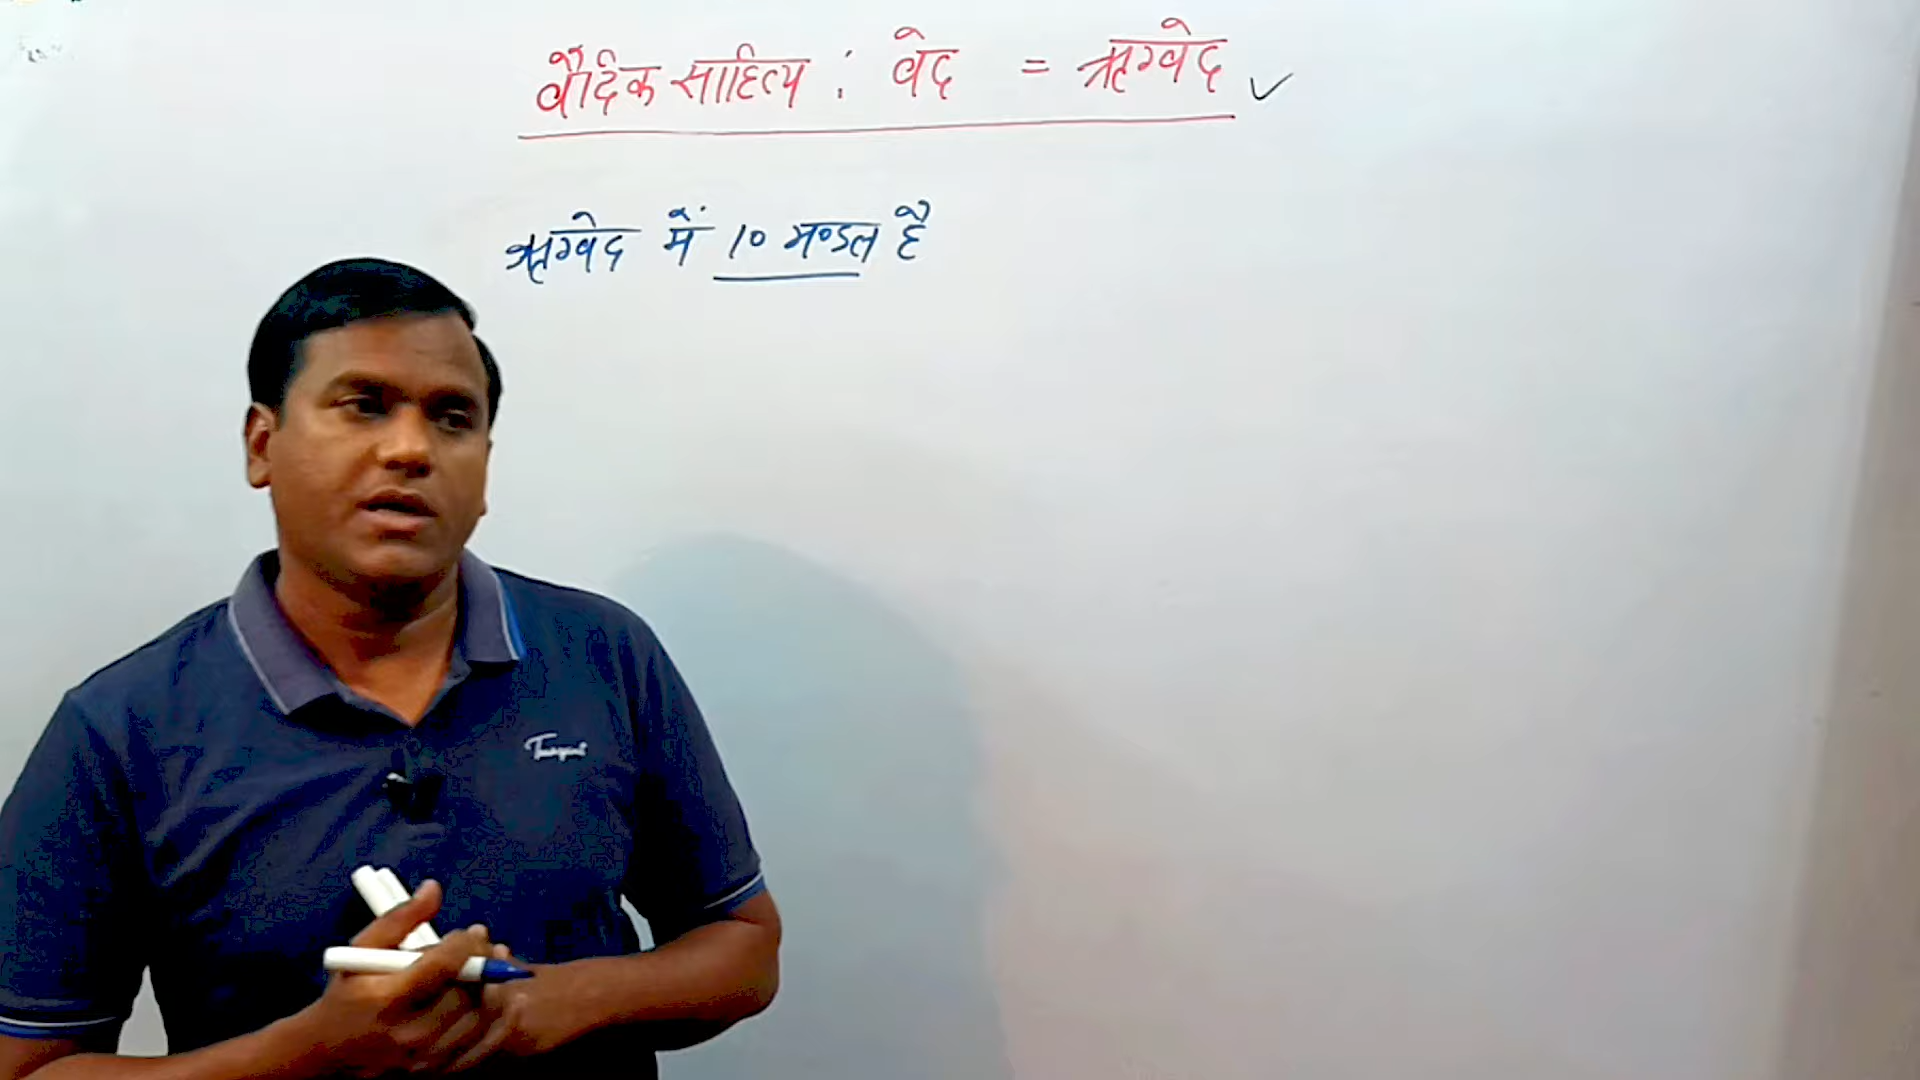 वैदिक साहित्य : वेद = ऋग्वेद ✓
ऋग्वेद में 10 मण्डल है